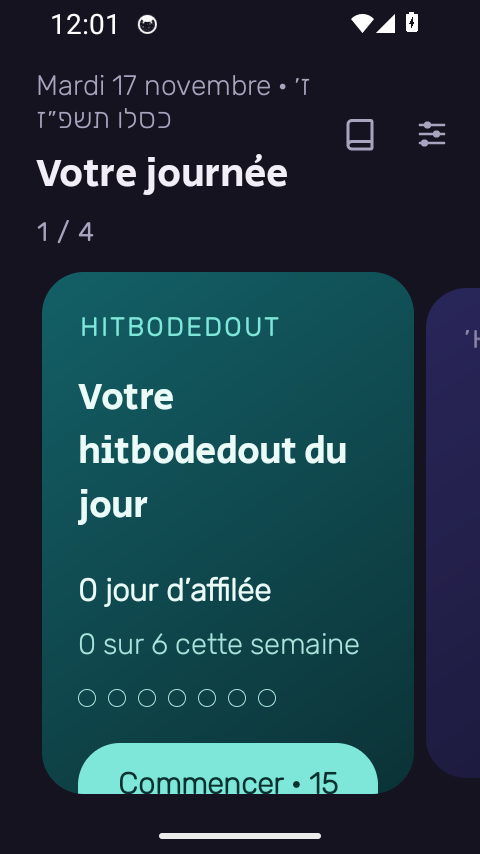 12:01
Mardi 17 novembre • ז׳
כסלו תשפ״ז
Votre journée
1 / 4
HITBODEDOUT
Votre
hitbodedout du
jour
0 jour d’affilée
0 sur 6 cette semaine
Commencer • 15